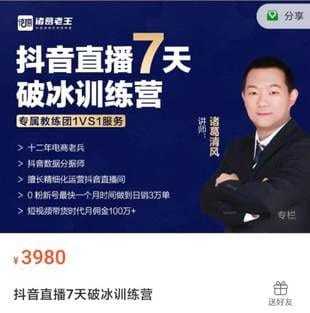 诸葛老王
分享
抖音直播7天
破冰训练营
专属教练团1VS1服务
十二年电商老兵
抖音数据分据师
擅长精细化运营抖音直播间
0粉新号最快一个月时间做到日销3万单
短视频带货时代月佣金100万+
讲师：
诸葛清风
专栏
¥3980
抖音直播7天破冰训练营
送好友